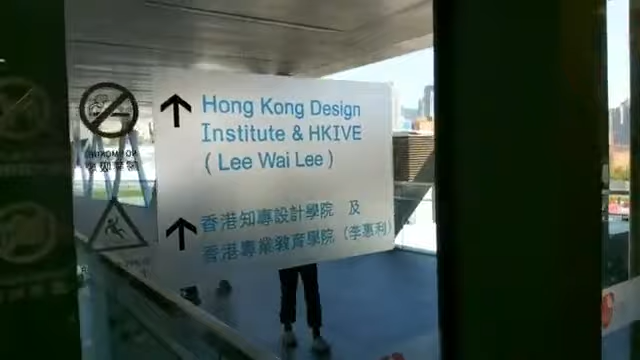 Hong Kong Design
Institute & HKIVE
( Lee Wai Lee )
香港知專設計學院 及
香港專業教育學院（李惠利）